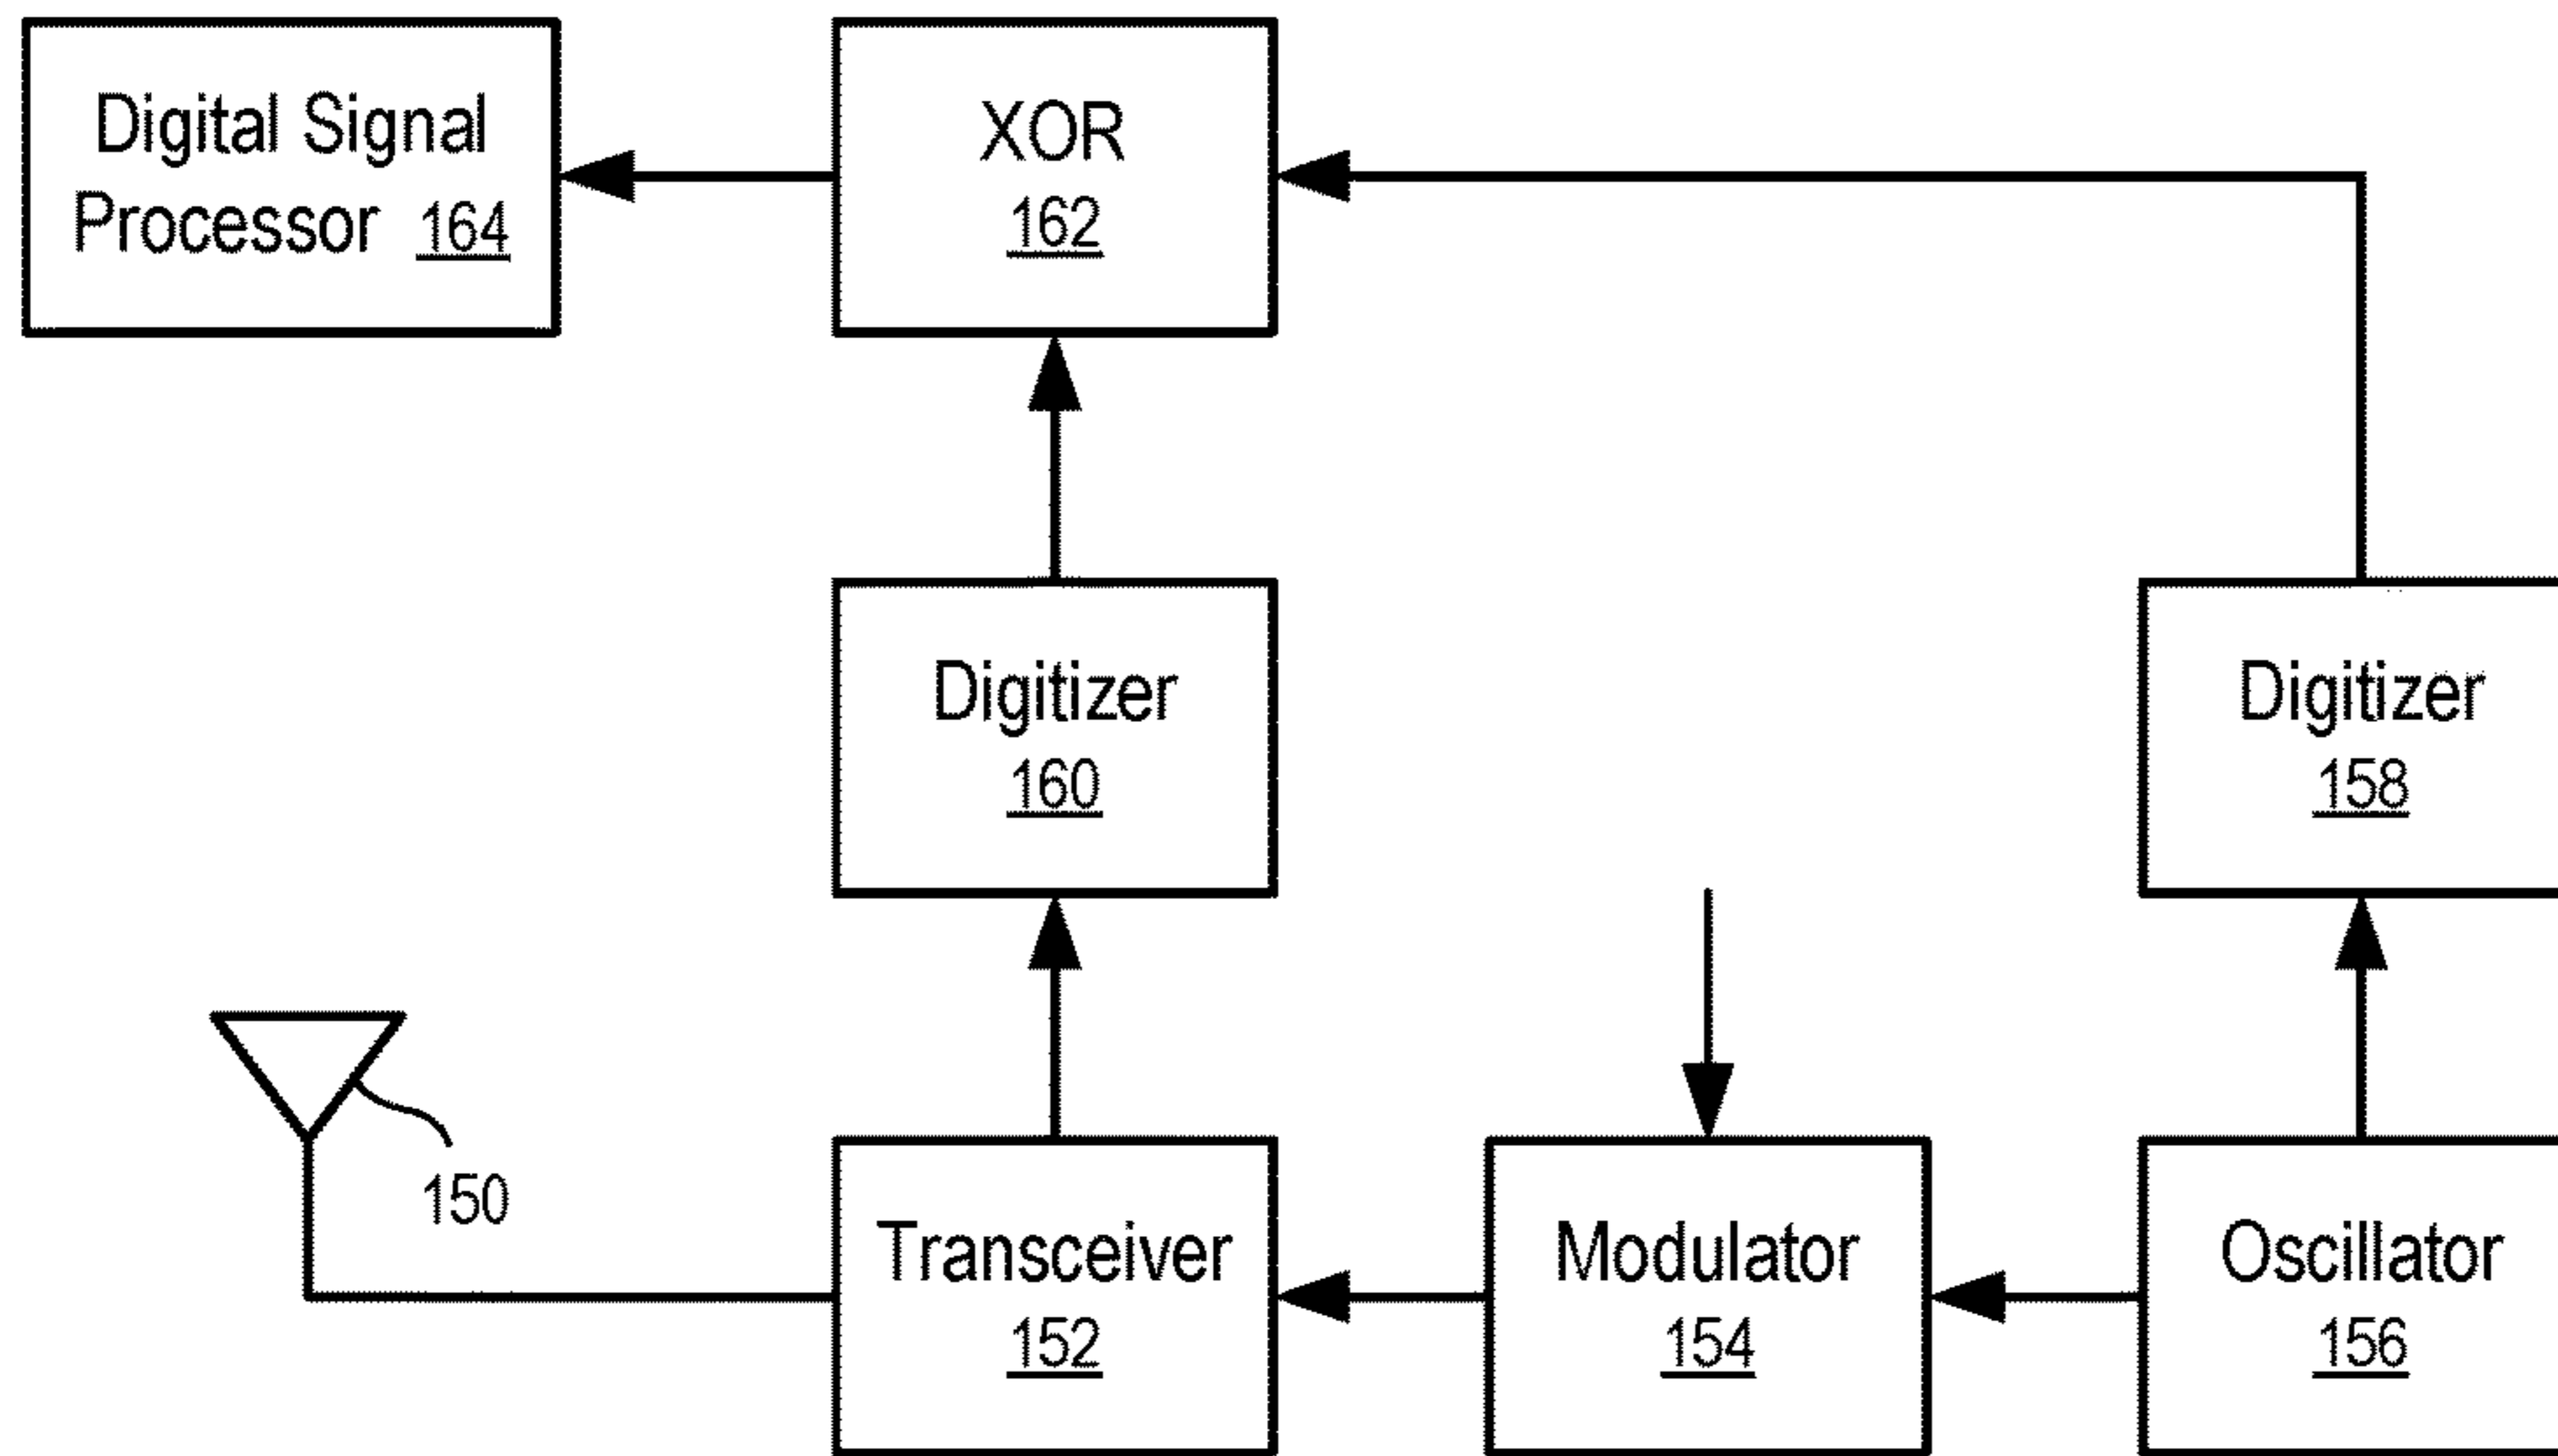 Digital Signal
Processor 164
XOR
162
Digitizer
160
Digitizer
158
150
Transceiver
152
Modulator
154
Oscillator
156